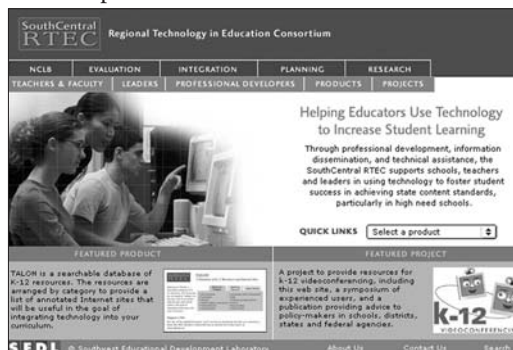 SouthCentral
RTEC
Regional Technology in Education Consortium
NCLB EVALUATION INTEGRATION PLANNING RESEARCH
TEACHERS & FACULTY LEADERS PROFESSIONAL DEVELOPERS PRODUCTS PROJECTS
Helping Educators Use Technology
to Increase Student Learning
Through professional development, information
dissemination, and technical assistance, the
SouthCentral RTEC supports schools, teachers
and leaders in using technology to foster student
success in achieving state content standards,
particularly in high need schools.
QUICK LINKS Select a product
FEATURED PRODUCT
TALON is a searchable database of
K-12 resources. The resources are
arranged by category to provide a
list of annotated Internet sites that
will be useful in the goal of
integrating technology into your
curriculum.
FEATURED PROJECT
A project to provide resources for
k-12 videoconferencing, including
this web site, a symposium of
experienced users, and a
publication providing advice to
policy-makers in schools, districts,
states and federal agencies.
k-12
VIDEOCONFERENCING
SEDL © Southwest Educational Development Laboratory About Us Contact Us Search